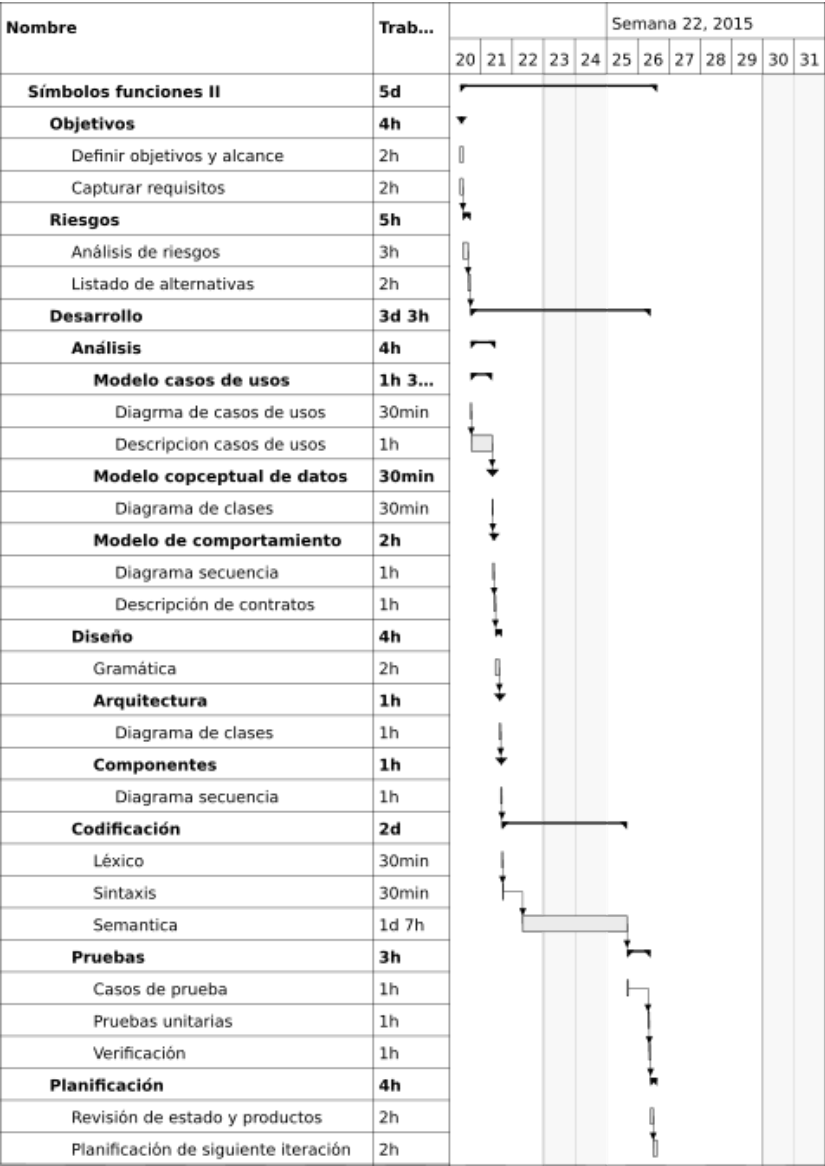 Nombre Trab... Semana 22, 2015
20 21 22 23 24 25 26 27 28 29 30 31
Símbolos funciones II 5d
Objetivos 4h
Definir objetivos y alcance 2h
Capturar requisitos 2h
Riesgos 5h
Análisis de riesgos 3h
Listado de alternativas 2h
Desarrollo 3d 3h
Análisis 4h
Modelo casos de usos 1h 3...
Diagrma de casos de usos 30min
Descripcion casos de usos 1h
Modelo copceptual de datos 30min
Diagrama de clases 30min
Modelo de comportamiento 2h
Diagrama secuencia 1h
Descripción de contratos 1h
Diseño 4h
Gramática 2h
Arquitectura 1h
Diagrama de clases 1h
Componentes 1h
Diagrama secuencia 1h
Codificación 2d
Léxico 30min
Sintaxis 30min
Semantica 1d 7h
Pruebas 3h
Casos de prueba 1h
Pruebas unitarias 1h
Verificación 1h
Planificación 4h
Revisión de estado y productos 2h
Planificación de siguiente iteración 2h